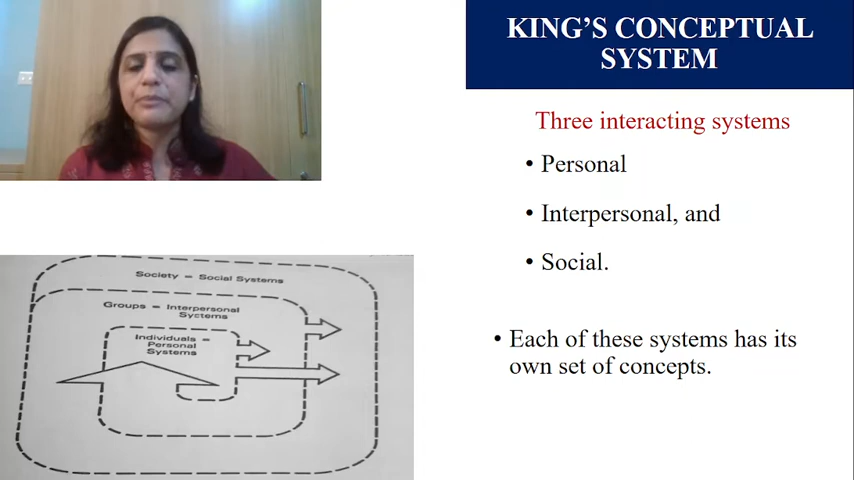 KING'S CONCEPTUAL
SYSTEM
Three interacting systems
• Personal
• Interpersonal, and
• Social.
• Each of these systems has its
own set of concepts.
Society = Social Systems
Groups = Interpersonal
Systems
Individuals =
Personal
Systems